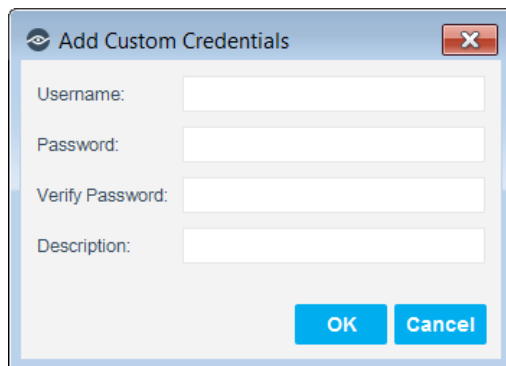 Add Custom Credentials
Username:
Password:
Verify Password:
Description:
OK Cancel